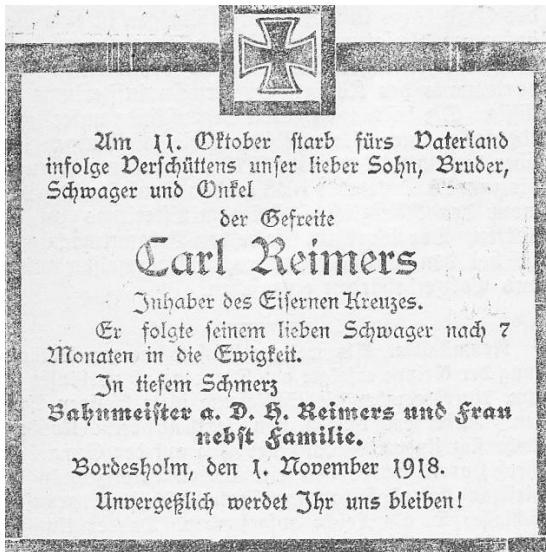 Am 11. Oktober starb fürs Vaterland
infolge Verschüttens unser lieber Sohn, Bruder,
Schwager und Onkel
der Gefreite
Carl Reimers
Inhaber des Eisernen Kreuzes.
Er folgte seinem lieben Schwager nach 7
Monaten in die Ewigkeit.
In tiefem Schmerz
Bahnmeister a. D. H. Reimers und Frau
nebst Familie.
Bordesholm, den 1. November 1918.
Unvergeßlich werdet Ihr uns bleiben!